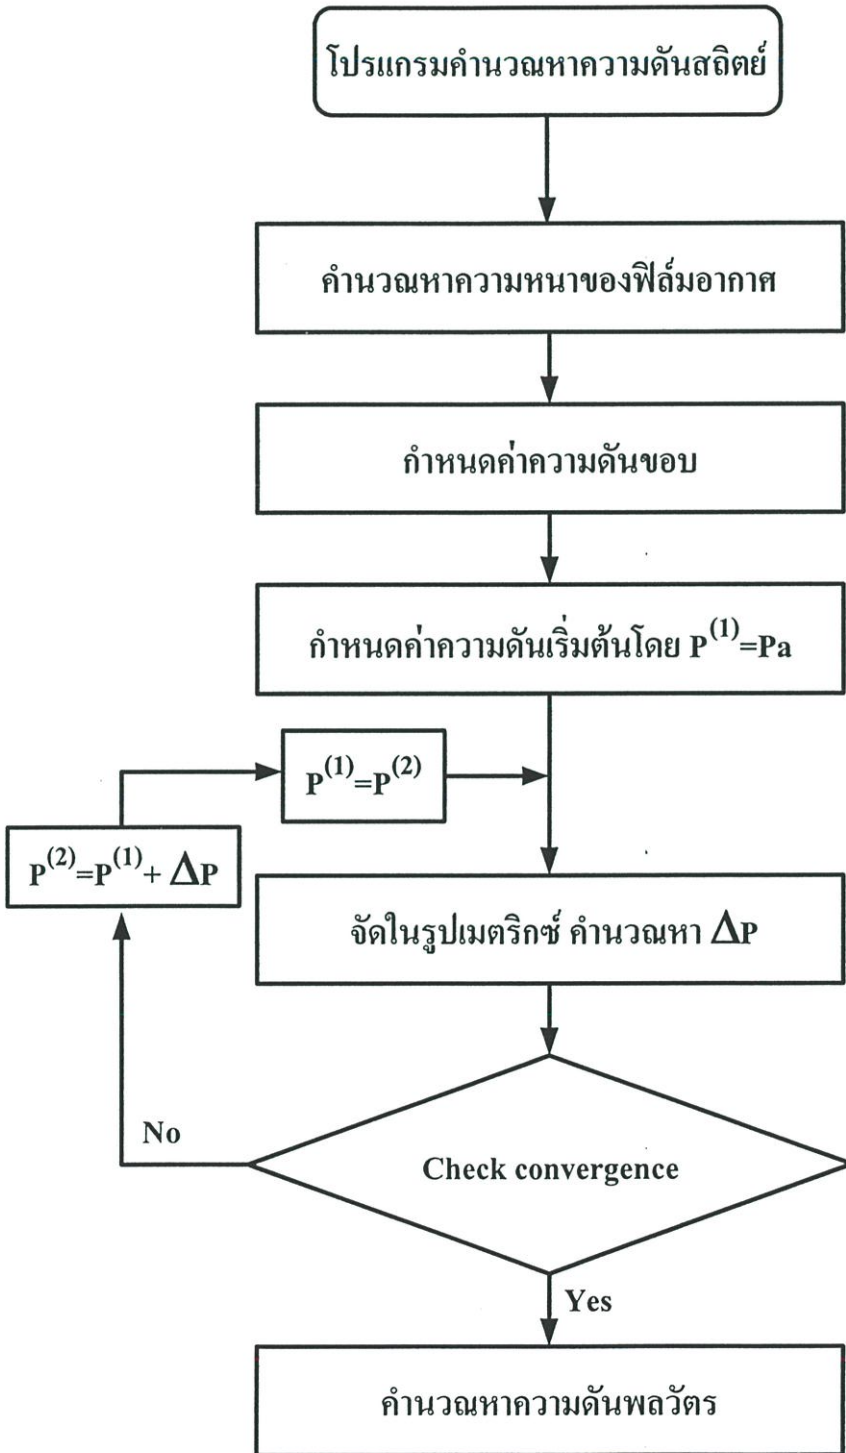 โปรแกรมคำนวณหาความดันสถิตย์
คำนวณหาความหนาของฟิล์มอากาศ
กำหนดค่าความดันขอบ
กำหนดค่าความดันเริ่มต้นโดย P^(1)=Pa
P^(1)=P^(2)
P^(2)=P^(1)+ ΔP
จัดในรูปเมตริกซ์ คำนวณหา ΔP
No
Check convergence
Yes
คำนวณหาความดันพลวัตร